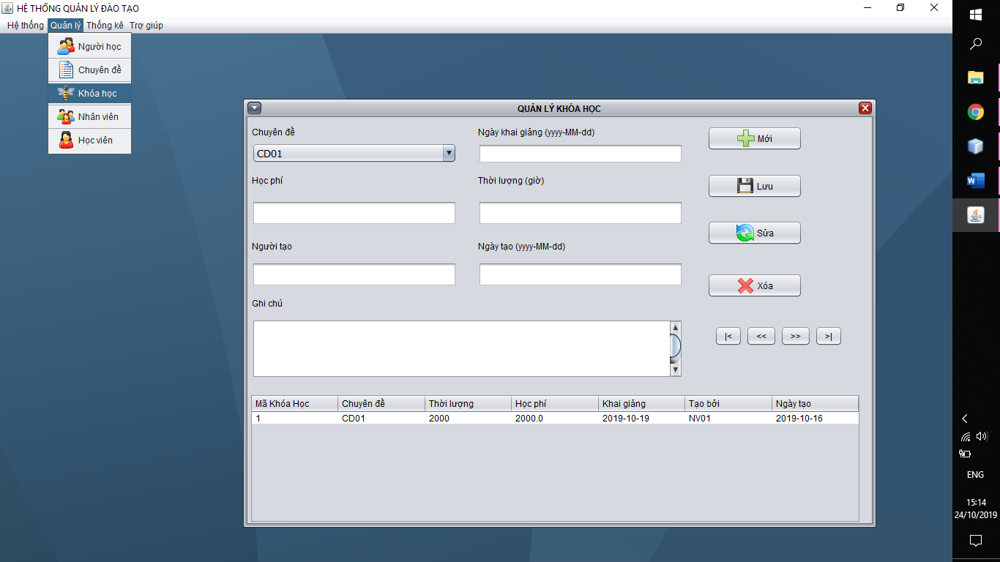 HỆ THỐNG QUẢN LÝ ĐÀO TẠO
Hệ thống Quản lý Thống kê Trợ giúp
Người học
Chuyên đề
Khóa học
Nhân viên
Học viên
QUẢN LÝ KHÓA HỌC
Chuyên đề
CD01
Ngày khai giảng (yyyy-MM-dd)
Học phí
Thời lượng (giờ)
Người tạo
Ngày tạo (yyyy-MM-dd)
Ghi chú
Mới
Lưu
Sửa
Xóa
|< << >> >|
Mã Khóa Học Chuyên đề Thời lượng Học phí Khai giảng Tạo bởi Ngày tạo
1 CD01 2000 2000.0 2019-10-19 NV01 2019-10-16
ENG
15:14
24/10/2019